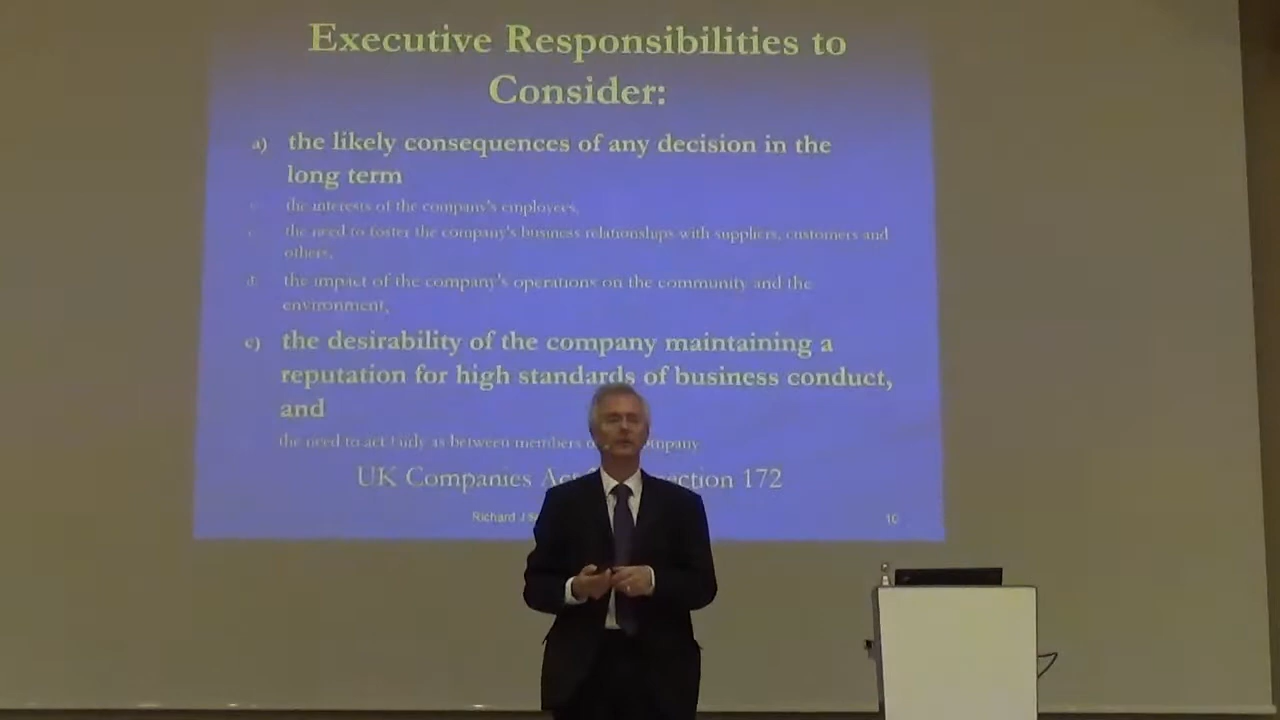 Executive Responsibilities to
Consider:
a) the likely consequences of any decision in the
long term
the interests of the company's employees,
the need to foster the company's business relationships with suppliers, customers and
others,
d. the impact of the company's operations on the community and the
environment,
e) the desirability of the company maintaining a
reputation for high standards of business conduct,
and
the need to act as between members
UK Companies 172
Richard J 10